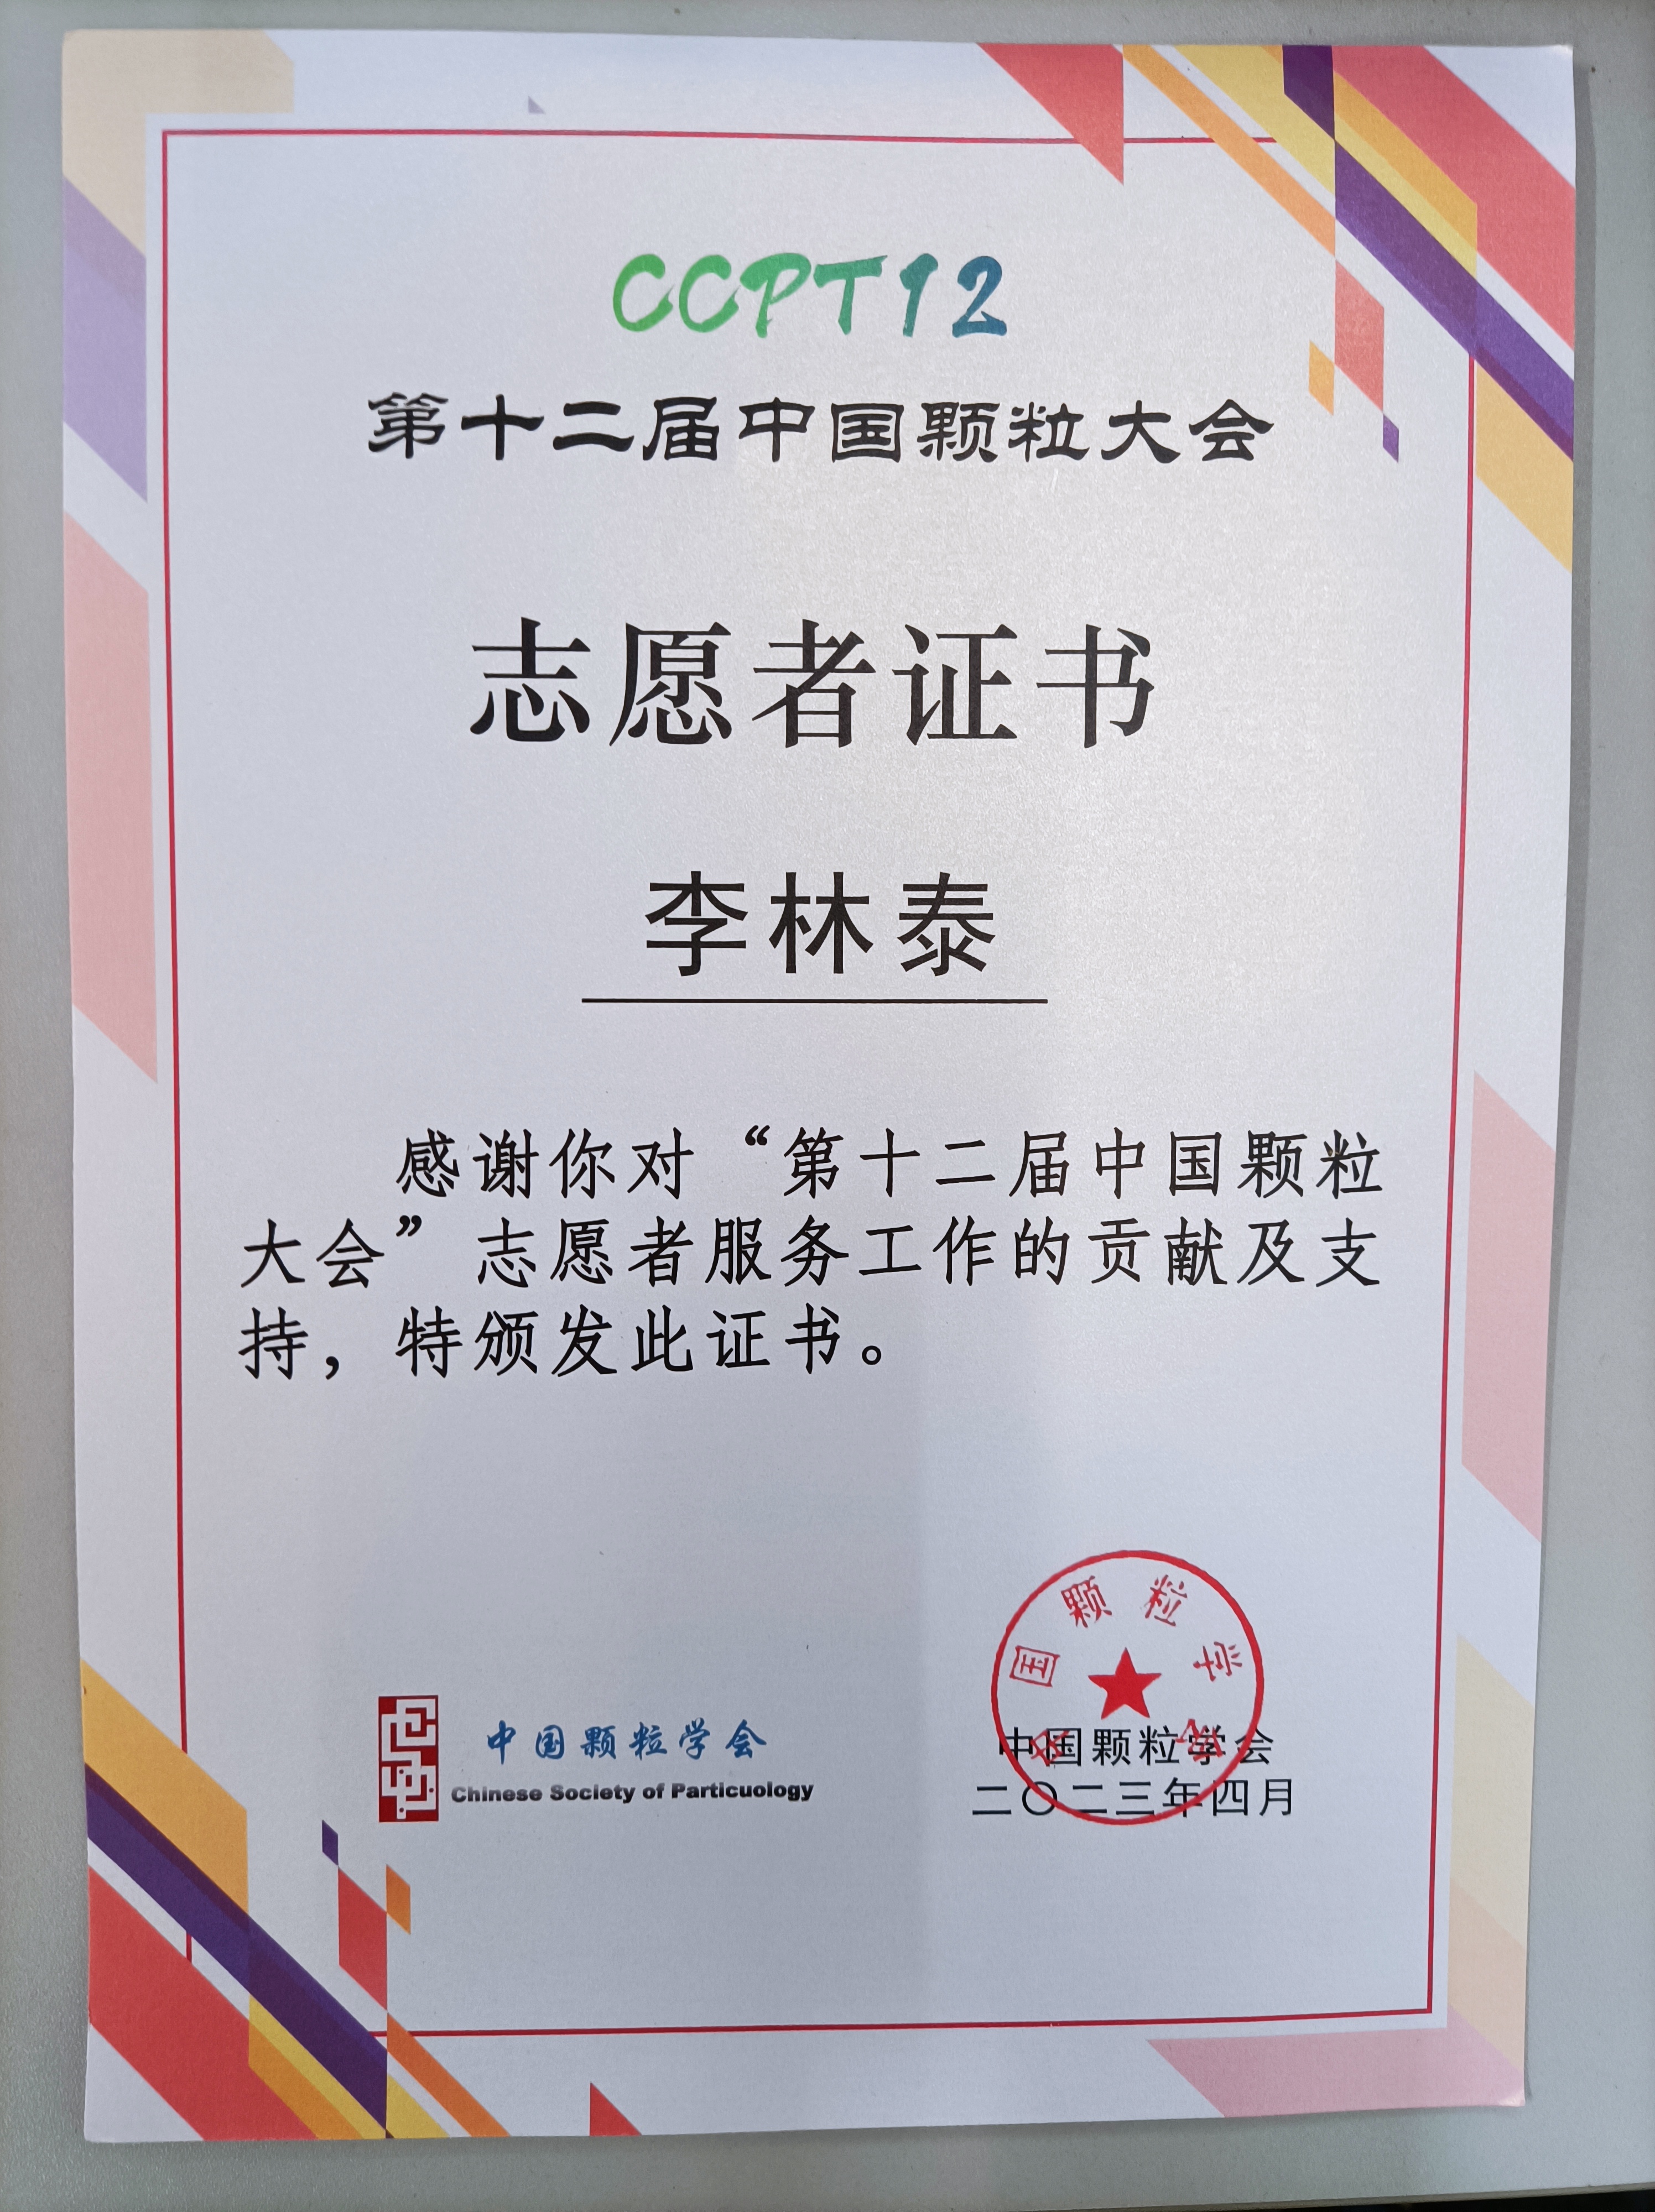 CCPT12
第十二届中国颗粒大会
志愿者证书
李林泰
感谢你对“第十二届中国颗粒
大会”志愿者服务工作的贡献及支
持，特颁发此证书。
中国颗粒学会
Chinese Society of Particuology
中国颗粒学会
中国颗粒学会
二〇二三年四月